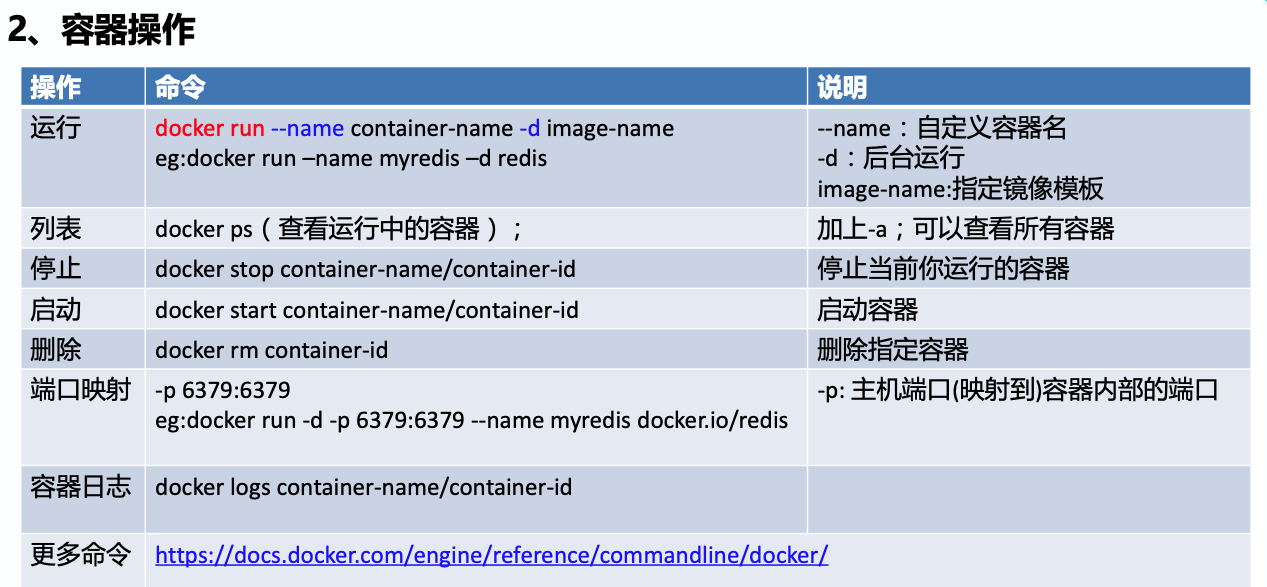 2、容器操作
操作 命令 说明
运行 docker run --name container-name -d image-name --name：自定义容器名
eg:docker run –name myredis –d redis -d：后台运行
image-name:指定镜像模板
列表 docker ps（查看运行中的容器）； 加上-a；可以查看所有容器
停止 docker stop container-name/container-id 停止当前你运行的容器
启动 docker start container-name/container-id 启动容器
删除 docker rm container-id 删除指定容器
端口映射 -p 6379:6379 -p: 主机端口(映射到)容器内部的端口
eg:docker run -d -p 6379:6379 --name myredis docker.io/redis
容器日志 docker logs container-name/container-id
更多命令 https://docs.docker.com/engine/reference/commandline/docker/